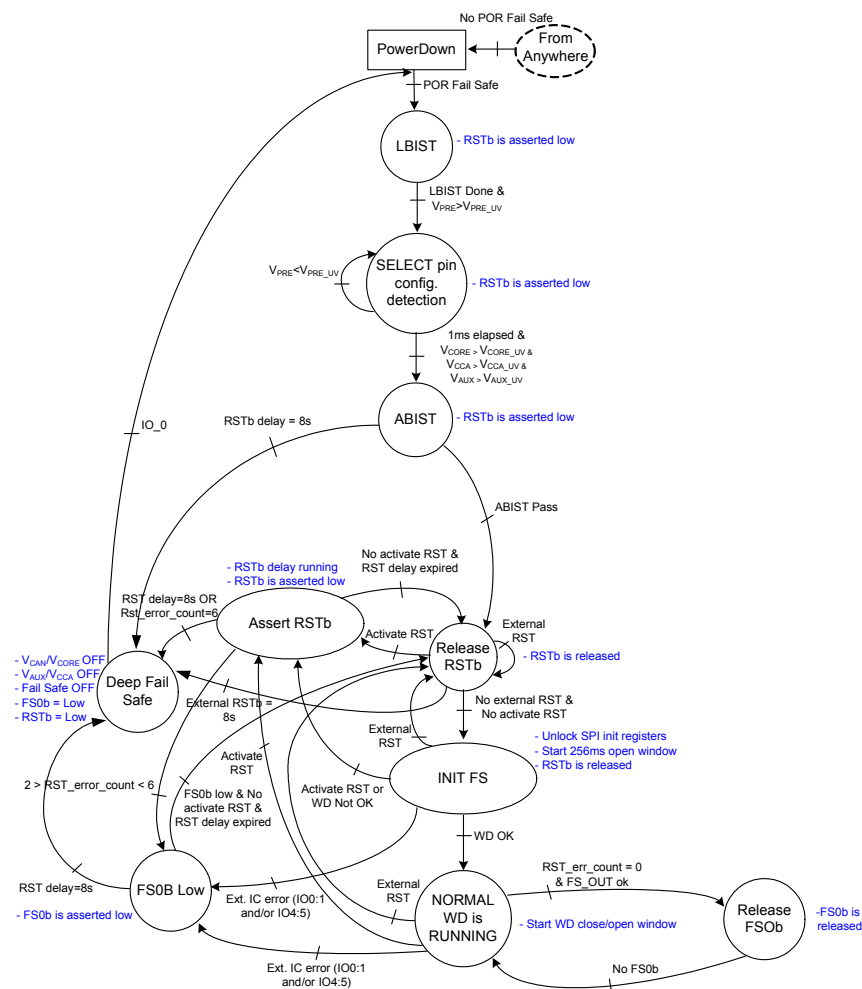 No POR Fail Safe
PowerDown
From
Anywhere
POR Fail Safe
LBIST
- RSTb is asserted low
LBIST Done &
VPRE>VPRE_UV
VPRE<VPRE_UV
SELECT pin
config.
detection
- RSTb is asserted low
1ms elapsed &
VCORE > VCORE_UV &
VCCA > VCCA_UV &
VAUX > VAUX_UV
ABIST
- RSTb is asserted low
IO_0
RSTb delay = 8s
ABIST Pass
- RSTb delay running
- RSTb is asserted low
No activate RST &
RST delay expired
RST delay=8s OR
Rst_error_count=6
Assert RSTb
Activate RST
External
RST
Release
RSTb
- RSTb is released
- VCAN/VCORE OFF
- VAUX/VCCA OFF
- Fail Safe OFF
- FS0b = Low
- RSTb = Low
Deep Fail
Safe
External RSTb =
8s
No external RST &
No activate RST
External
RST
- Unlock SPI init registers
- Start 256ms open window
- RSTb is released
INIT FS
Activate
RST
2 > RST_error_count < 6
FS0b low & No
activate RST &
RST delay expired
Activate RST or
WD Not OK
WD OK
RST delay=8s
FS0B Low
- FS0b is asserted low
Ext. IC error (IO0:1
and/or IO4:5)
External
RST
NORMAL
WD is
RUNNING
- Start WD close/open window
RST_err_count = 0
& FS_OUT ok
Release
FSOb
-FS0b is
released
Ext. IC error (IO0:1
and/or IO4:5)
No FS0b